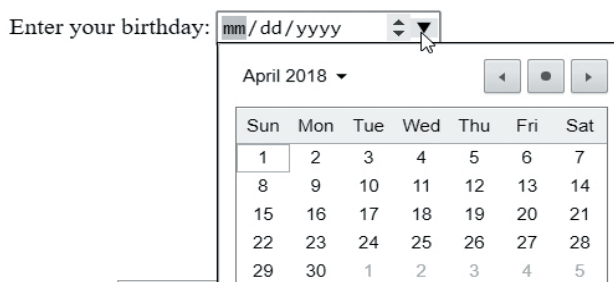 Enter your birthday: mm/dd/yyyy
April 2018
Sun Mon Tue Wed Thu Fri Sat
1 2 3 4 5 6 7
8 9 10 11 12 13 14
15 16 17 18 19 20 21
22 23 24 25 26 27 28
29 30 1 2 3 4 5